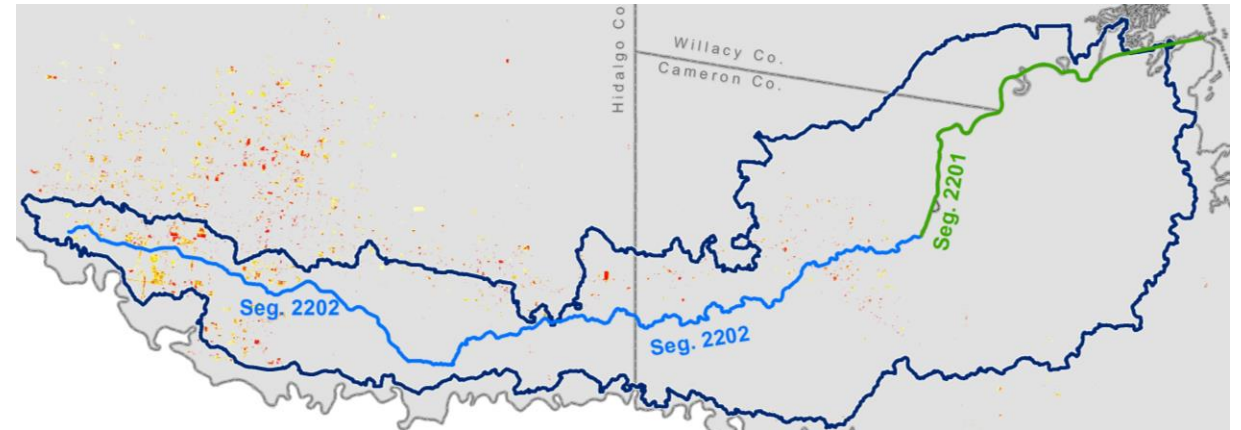 Hidalgo Co.
Willacy Co.
Cameron Co.
Seg. 2201
Seg. 2202
Seg. 2202